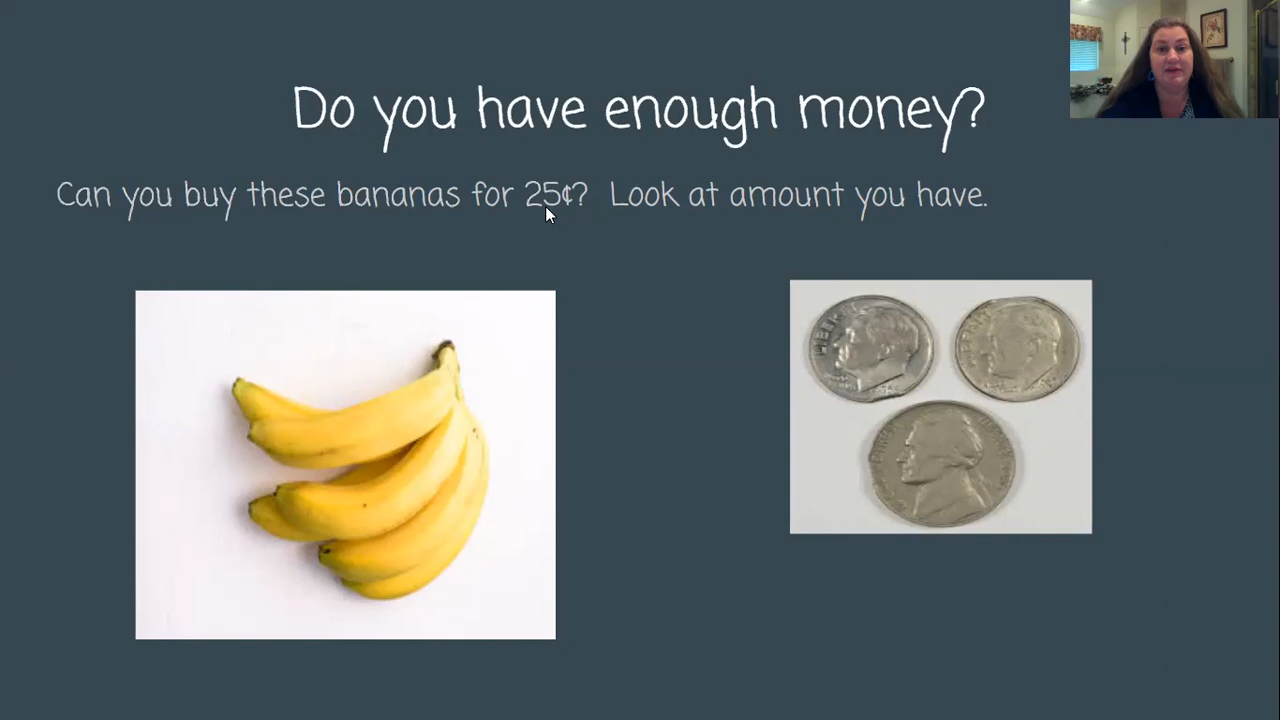 Do you have enough money?
Can you buy these bananas for 25¢? Look at amount you have.